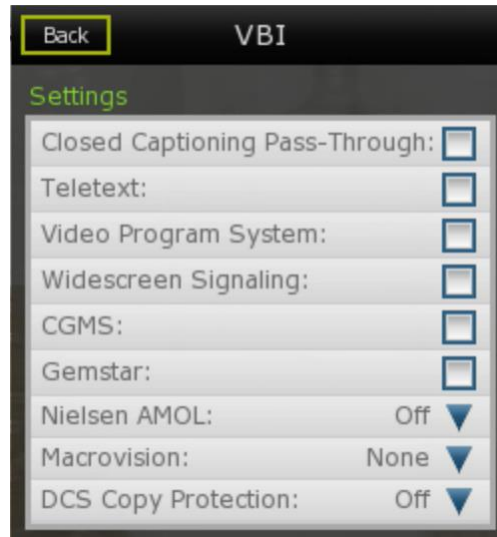 Back VBI
Settings
Closed Captioning Pass-Through:
Teletext:
Video Program System:
Widescreen Signaling:
CGMS:
Gemstar:
Nielsen AMOL: Off
Macrovision: None
DCS Copy Protection: Off